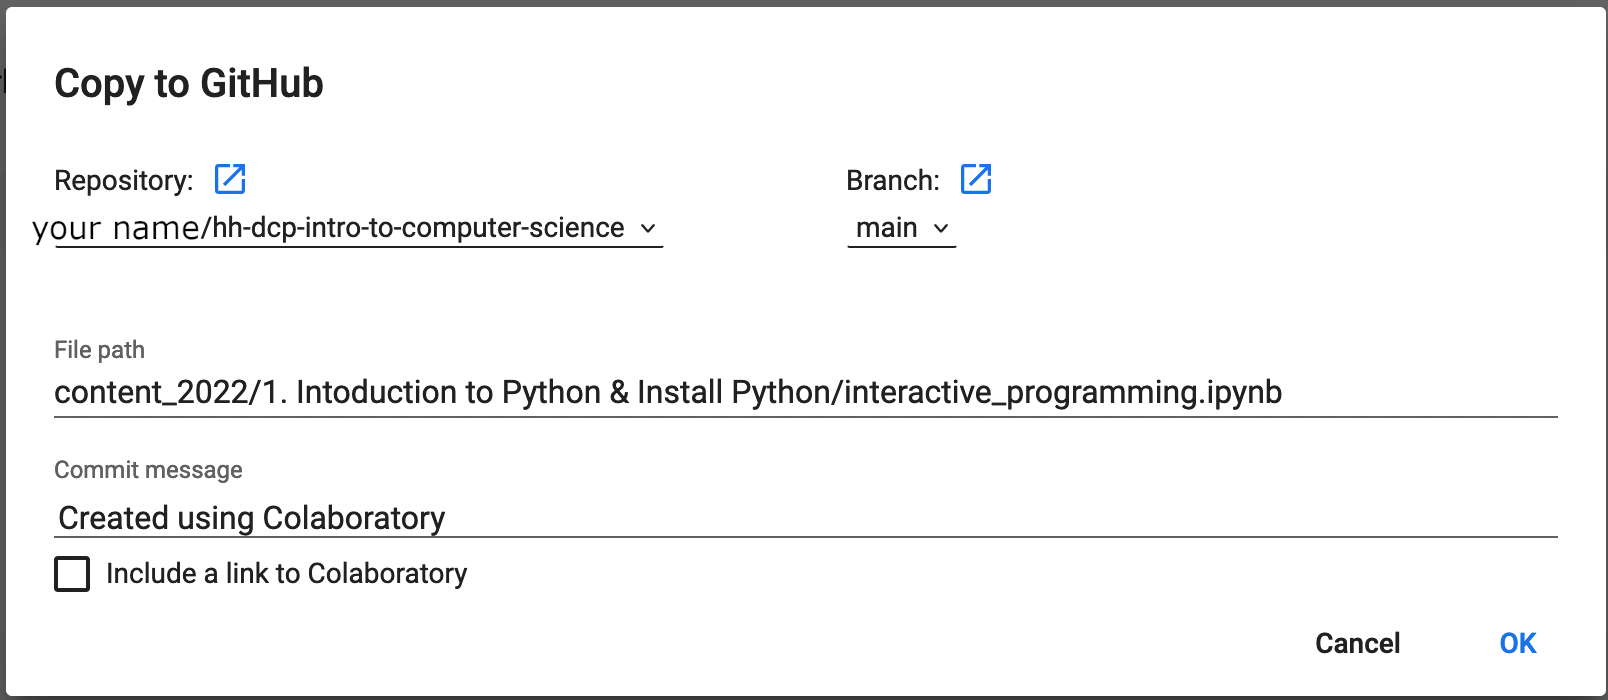 Copy to GitHub
Repository:
Branch:
your name/hh-dcp-intro-to-computer-science
main
File path
content_2022/1. Intoduction to Python & Install Python/interactive_programming.ipynb
Commit message
Created using Colaboratory
Include a link to Colaboratory
Cancel
OK